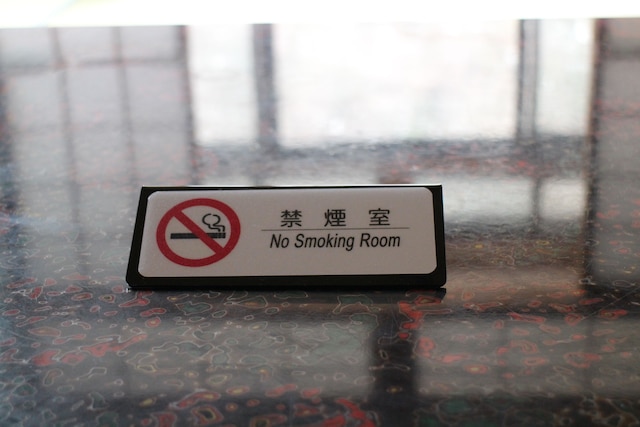 禁煙室
No Smoking Room